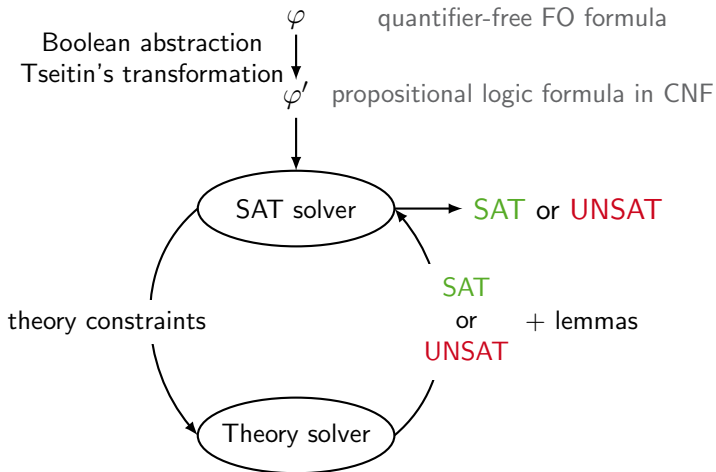 φ quantifier-free FO formula
Boolean abstraction
Tseitin's transformation
φ′ propositional logic formula in CNF
SAT solver
SAT or UNSAT
SAT
theory constraints or + lemmas
UNSAT
Theory solver